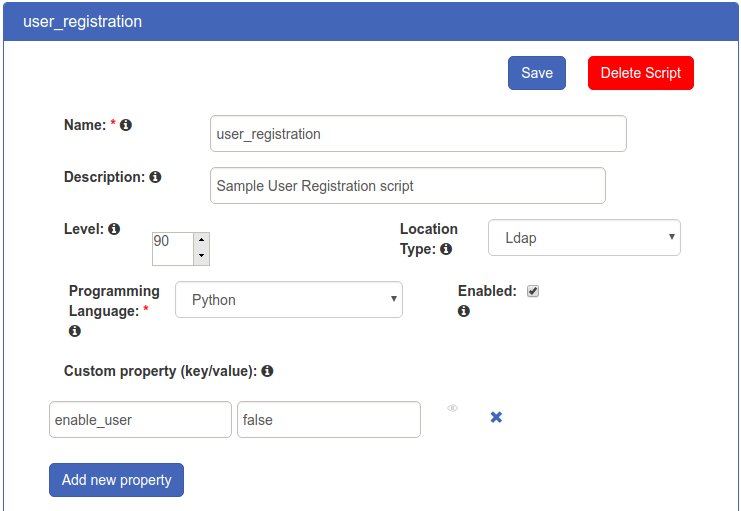 user_registration
Save Delete Script
Name: *
user_registration
Description:
Sample User Registration script
Level:
90
Location
Type:
Ldap
Programming
Language: *
Python
Enabled:
Custom property (key/value):
enable_user
false
Add new property